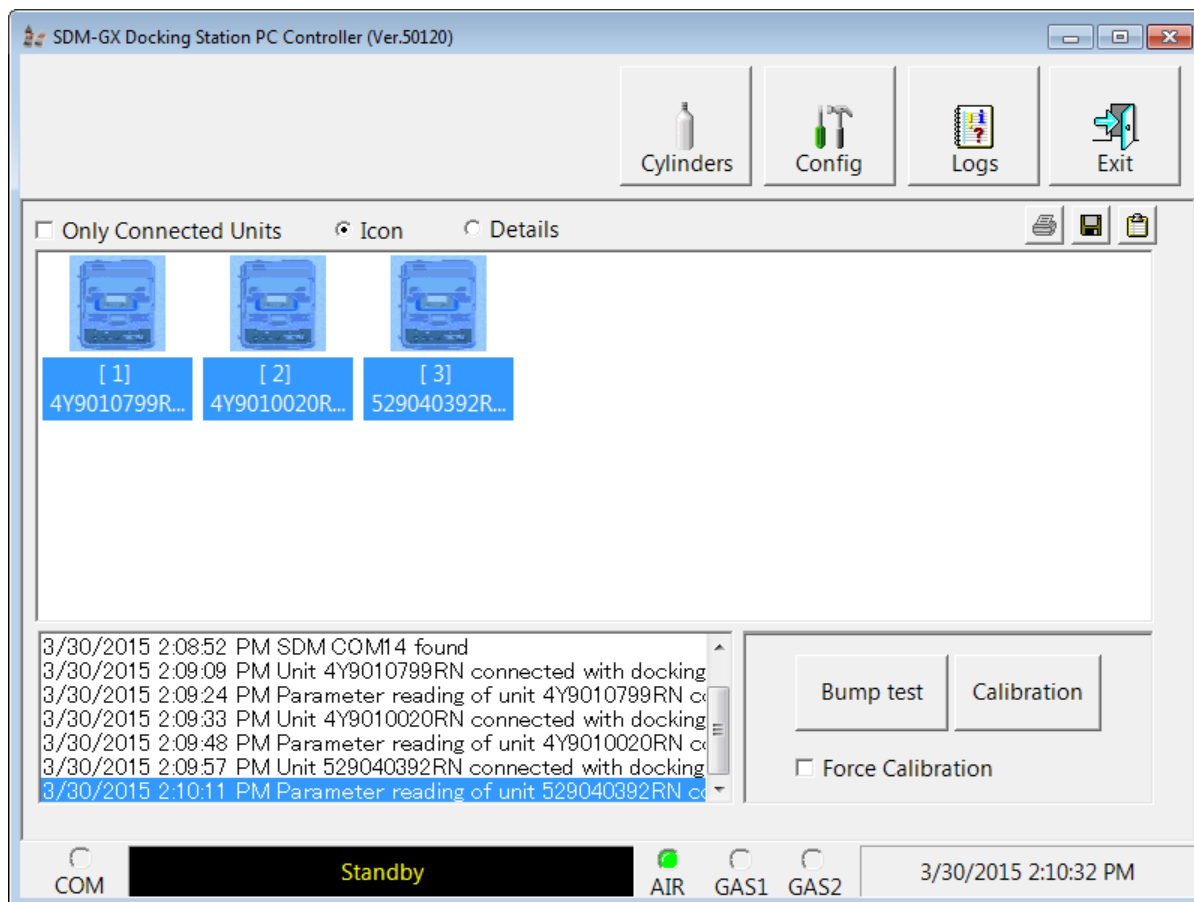 SDM-GX Docking Station PC Controller (Ver.50120)
Cylinders Config Logs Exit
Only Connected Units Icon Details
[ 1] [ 2] [ 3]
4Y9010799R... 4Y9010020R... 529040392R...
3/30/2015 2:08:52 PM SDM COM14 found
3/30/2015 2:09:09 PM Unit 4Y9010799RN connected with docking
3/30/2015 2:09:24 PM Parameter reading of unit 4Y9010799RN
3/30/2015 2:09:33 PM Unit 4Y9010020RN connected with docking
3/30/2015 2:09:48 PM Parameter reading of unit 4Y9010020RN
3/30/2015 2:09:57 PM Unit 529040392RN connected with docking
3/30/2015 2:10:11 PM Parameter reading of unit 529040392RN
Bump test Calibration
Force Calibration
COM Standby AIR GAS1 GAS2 3/30/2015 2:10:32 PM